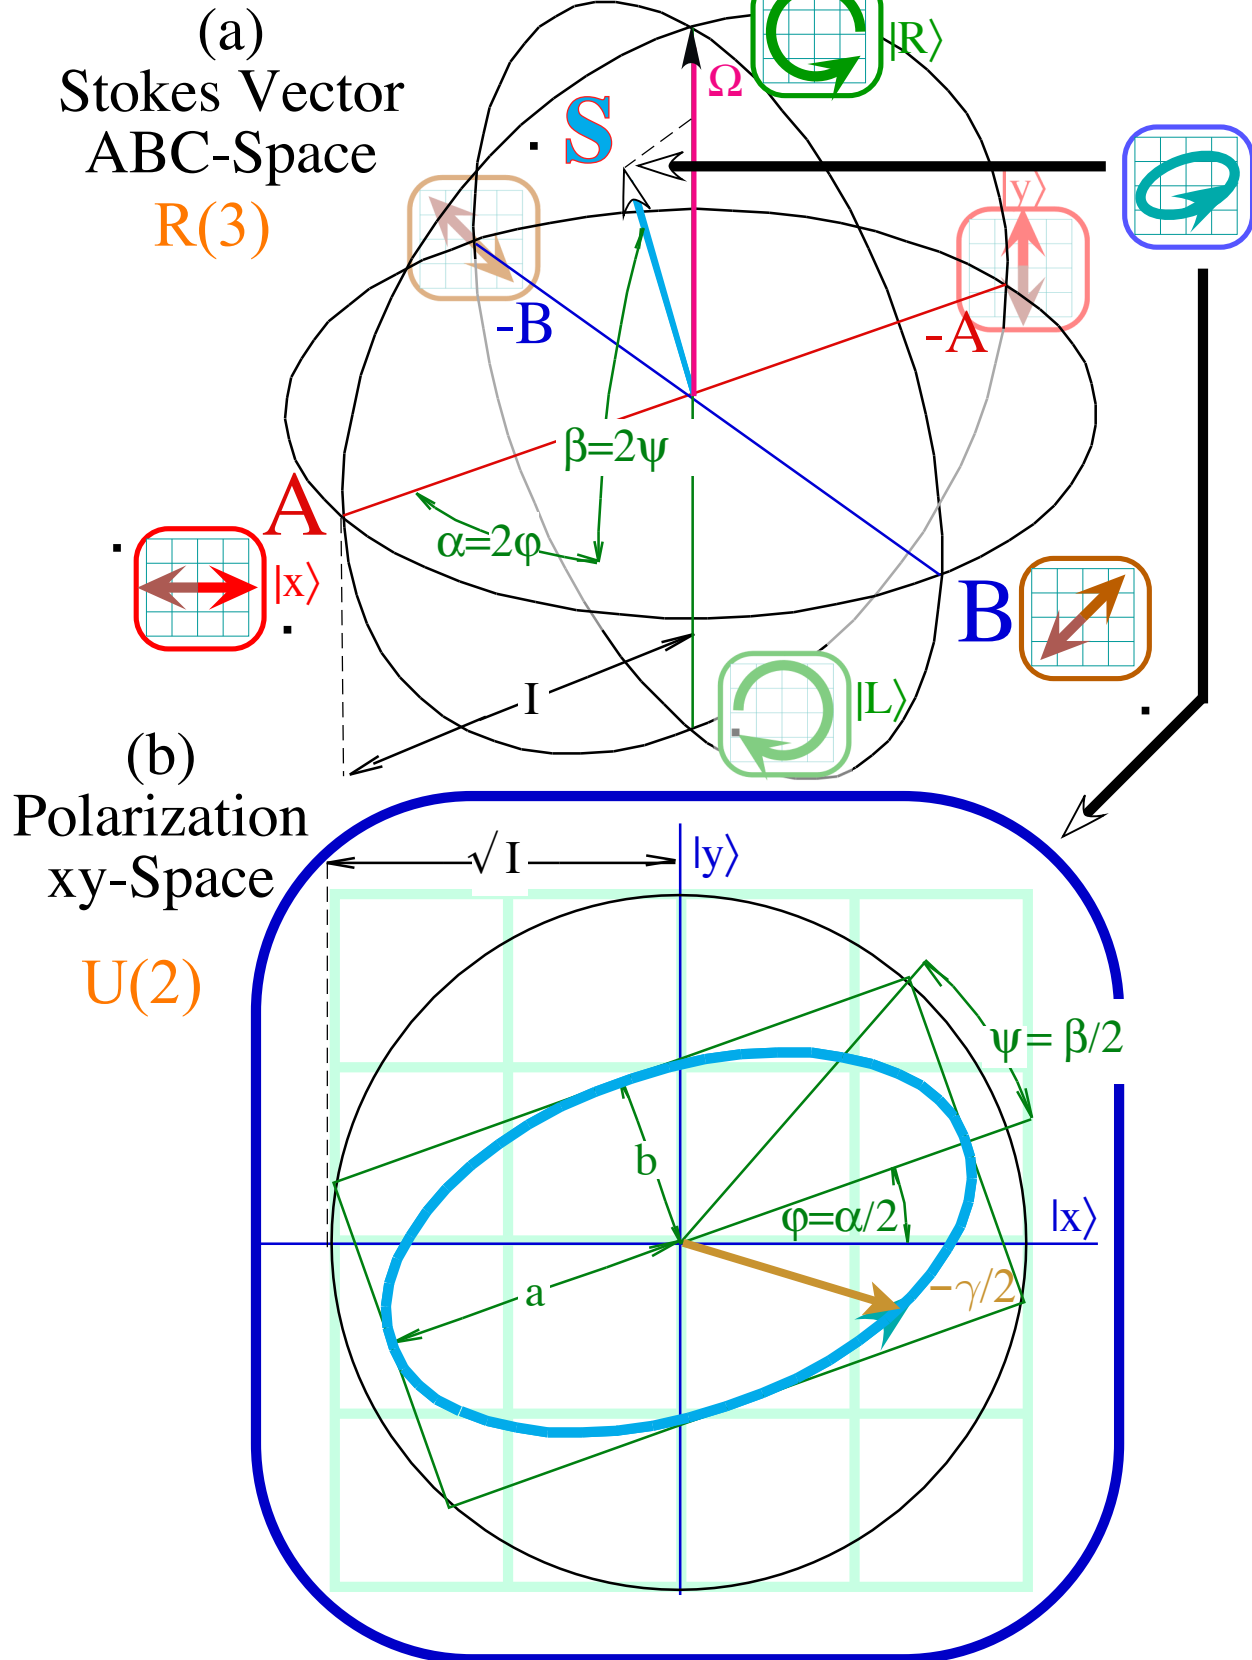 (a)
Stokes Vector
ABC-Space
R(3)
S
Ω
|R⟩
|y⟩
-B
-A
β=2ψ
A
α=2φ
|x⟩
B
I
|L⟩
(b)
Polarization
xy-Space
U(2)
√I
|y⟩
ψ= β/2
b
φ=α/2
|x⟩
a
−γ/2